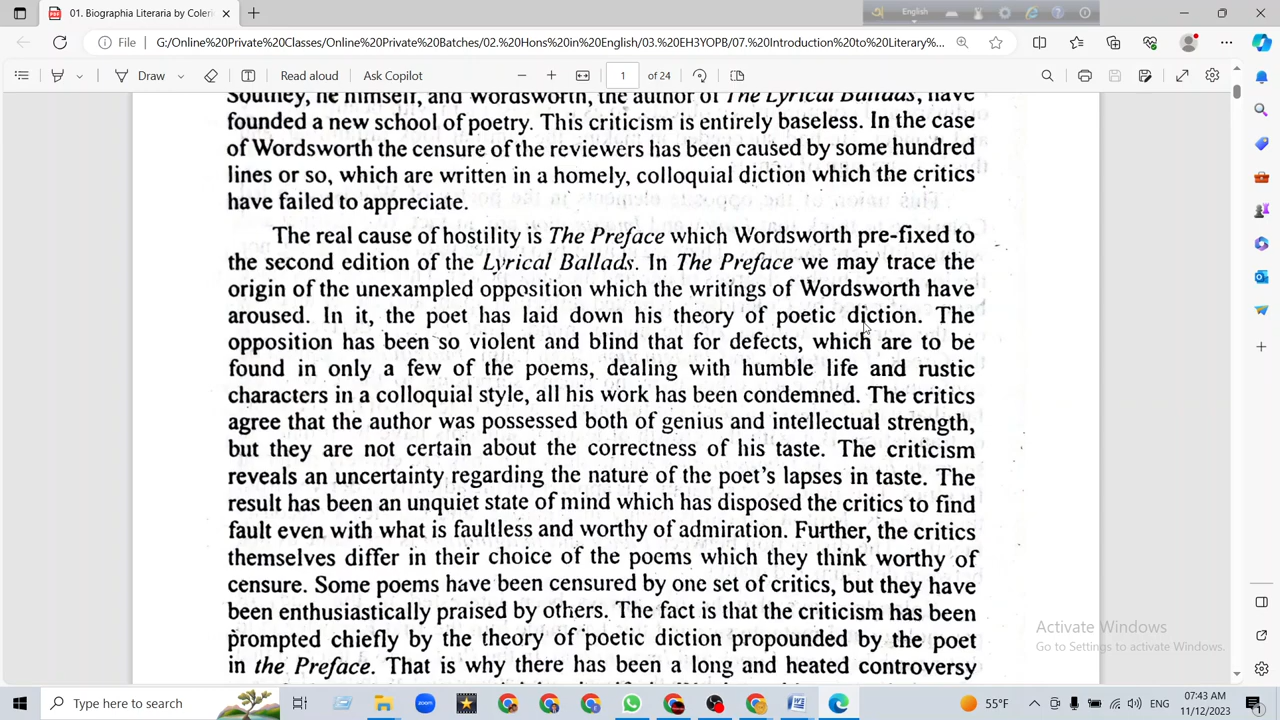 01. Biographia Literaria by Coler
English
File
G:/Online%20Private%20Classes/Online%20Private%20Batches/02.%20Hons%20in%20English/03.%20EH3YOPB/07.%20Introduction%20to%20Literary%...
Draw
Read aloud
Ask Copilot
1
of 24
Southey, he himself, and Wordsworth, the author of The Lyrical Ballads, have
founded a new school of poetry. This criticism is entirely baseless. In the case
of Wordsworth the censure of the reviewers has been caused by some hundred
lines or so, which are written in a homely, colloquial diction which the critics
have failed to appreciate.
The real cause of hostility is The Preface which Wordsworth pre-fixed to
the second edition of the Lyrical Ballads. In The Preface we may trace the
origin of the unexampled opposition which the writings of Wordsworth have
aroused. In it, the poet has laid down his theory of poetic diction. The
opposition has been so violent and blind that for defects, which are to be
found in only a few of the poems, dealing with humble life and rustic
characters in a colloquial style, all his work has been condemned. The critics
agree that the author was possessed both of genius and intellectual strength,
but they are not certain about the correctness of his taste. The criticism
reveals an uncertainty regarding the nature of the poet's lapses in taste. The
result has been an unquiet state of mind which has disposed the critics to find
fault even with what is faultless and worthy of admiration. Further, the critics
themselves differ in their choice of the poems which they think worthy of
censure. Some poems have been censured by one set of critics, but they have
been enthusiastically praised by others. The fact is that the criticism has been
prompted chiefly by the theory of poetic diction propounded by the poet
in the Preface. That is why there has been a long and heated controversy
Activate Windows
Go to Settings to activate Windows.
Type here to search
zoom
55°F
ENG
07:43 AM
11/12/2023
1